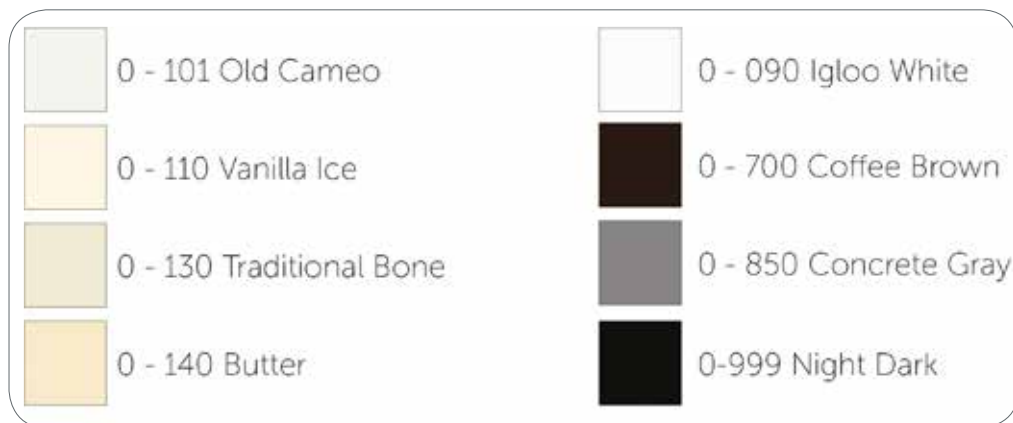 0 - 101 Old Cameo
0 - 110 Vanilla Ice
0 - 130 Traditional Bone
0 - 140 Butter
0 - 090 Igloo White
0 - 700 Coffee Brown
0 - 850 Concrete Gray
0-999 Night Dark